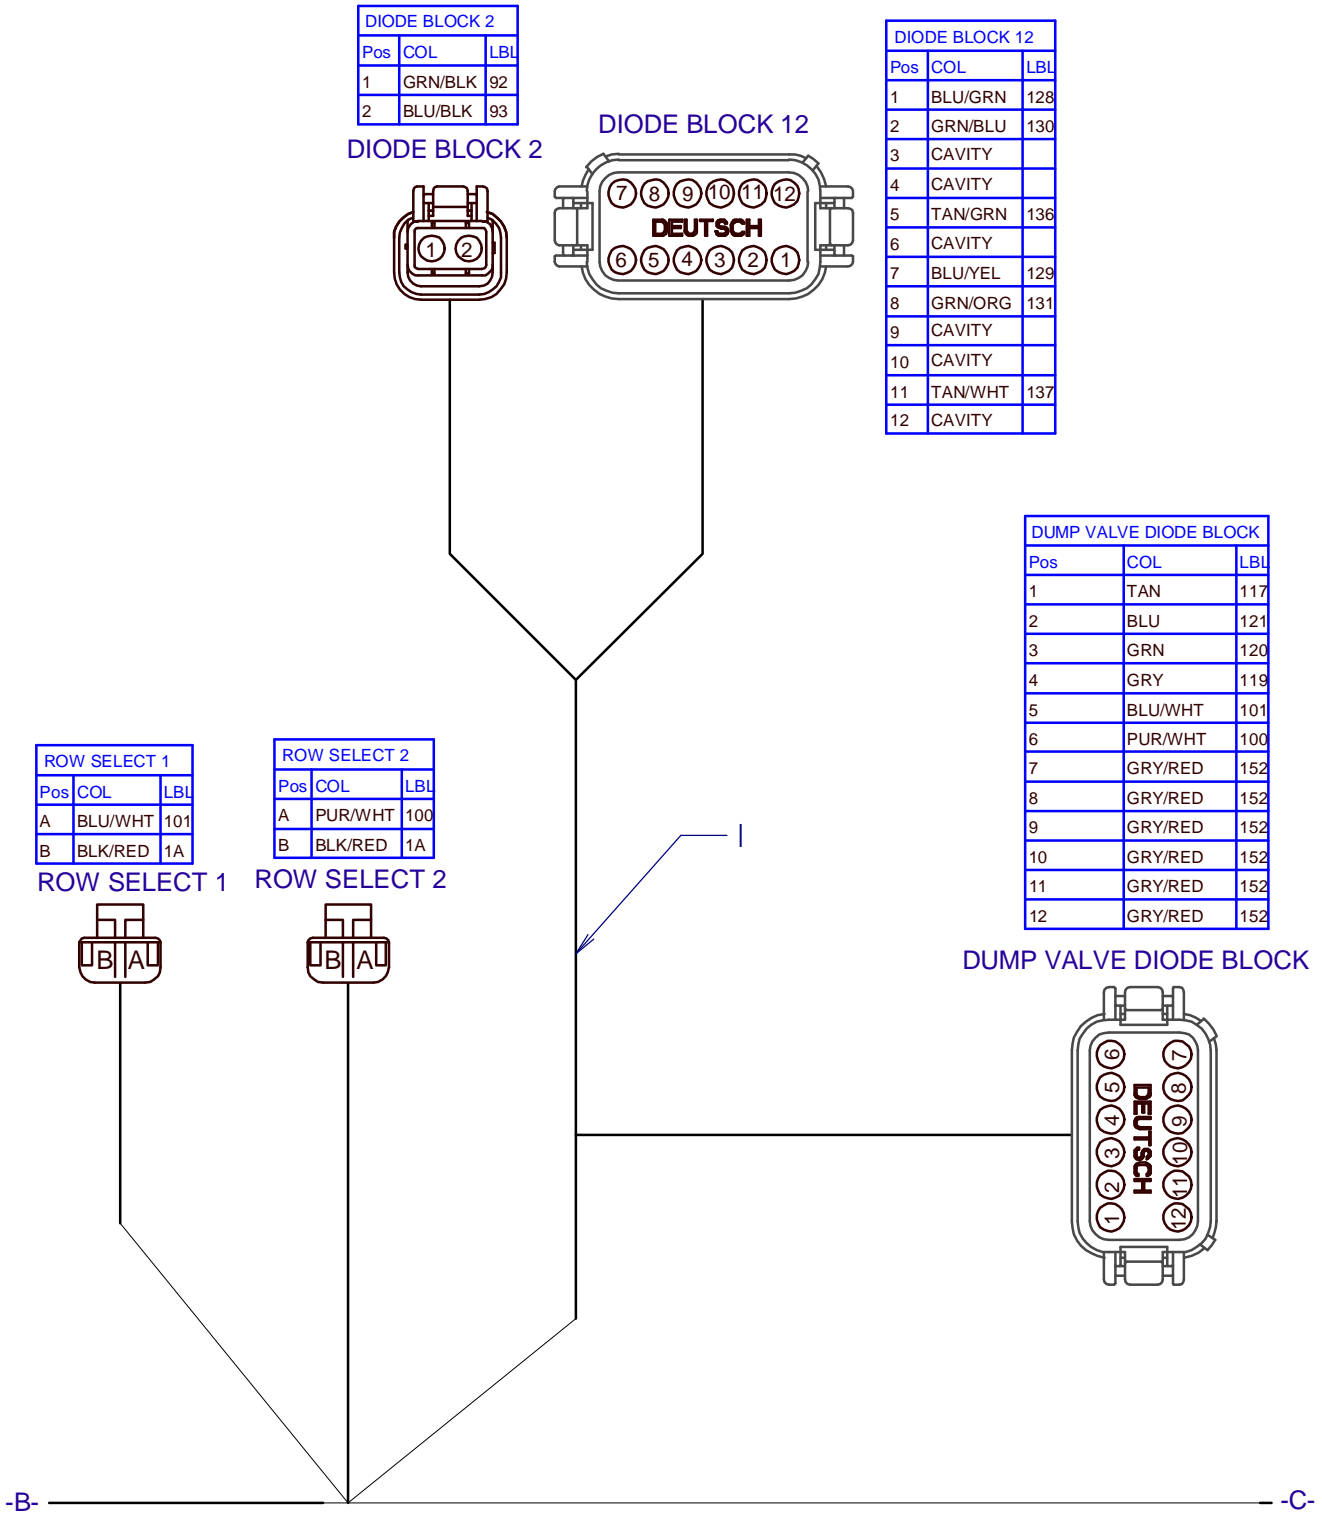 DIODE BLOCK 2
Pos COL LBL
1 GRN/BLK 92
2 BLU/BLK 93
DIODE BLOCK 2
1 2
DIODE BLOCK 12
7 8 9 10 11 12
DEUTSCH
6 5 4 3 2 1
DIODE BLOCK 12
Pos COL LBL
1 BLU/GRN 128
2 GRN/BLU 130
3 CAVITY
4 CAVITY
5 TAN/GRN 136
6 CAVITY
7 BLU/YEL 129
8 GRN/ORG 131
9 CAVITY
10 CAVITY
11 TAN/WHT 137
12 CAVITY
DUMP VALVE DIODE BLOCK
Pos COL LBL
1 TAN 117
2 BLU 121
3 GRN 120
4 GRY 119
5 BLU/WHT 101
6 PUR/WHT 100
7 GRY/RED 152
8 GRY/RED 152
9 GRY/RED 152
10 GRY/RED 152
11 GRY/RED 152
12 GRY/RED 152
DUMP VALVE DIODE BLOCK
6 7
5 8
4 9
3 10
2 11
1 12
DEUTSCH
ROW SELECT 1
Pos COL LBL
A BLU/WHT 101
B BLK/RED 1A
ROW SELECT 1
B A
ROW SELECT 2
Pos COL LBL
A PUR/WHT 100
B BLK/RED 1A
ROW SELECT 2
B A
I
-B-
-C-